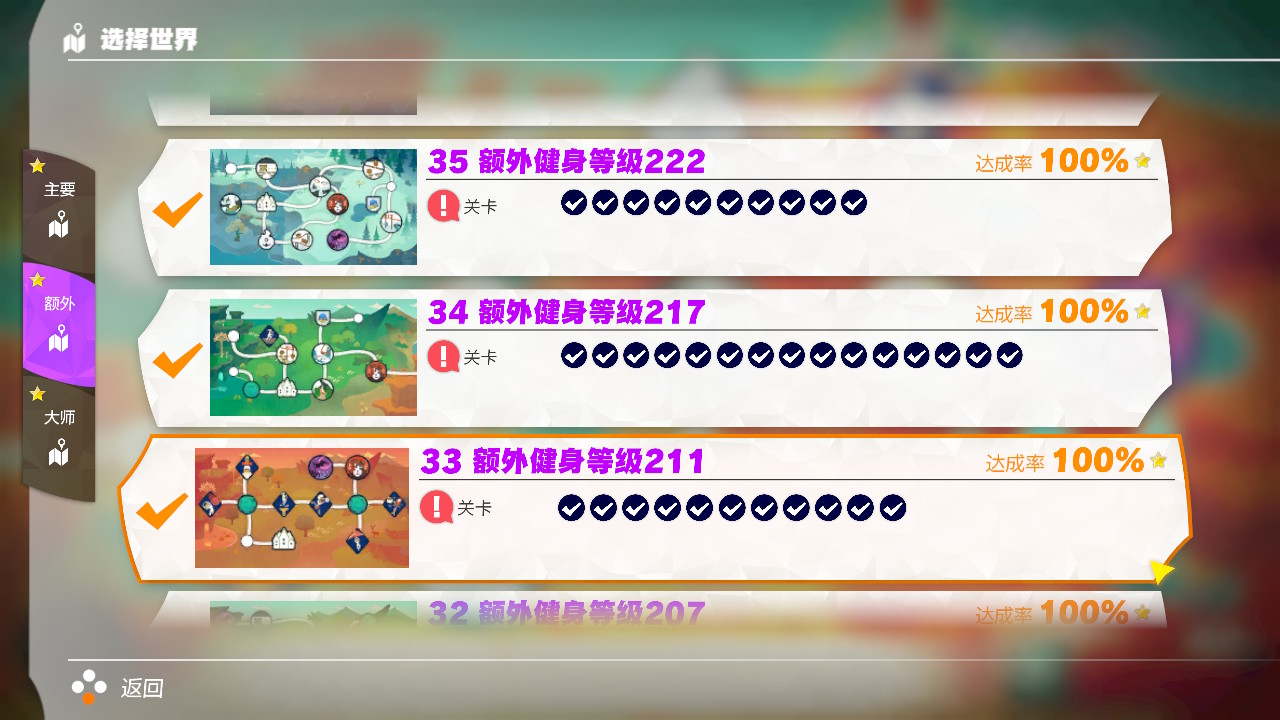 选择世界
主要
额外
大师
35 额外健身等级222
达成率 100%
关卡
34 额外健身等级217
达成率 100%
关卡
33 额外健身等级211
达成率 100%
关卡
32 额外健身等级207
达成率 100%
返回